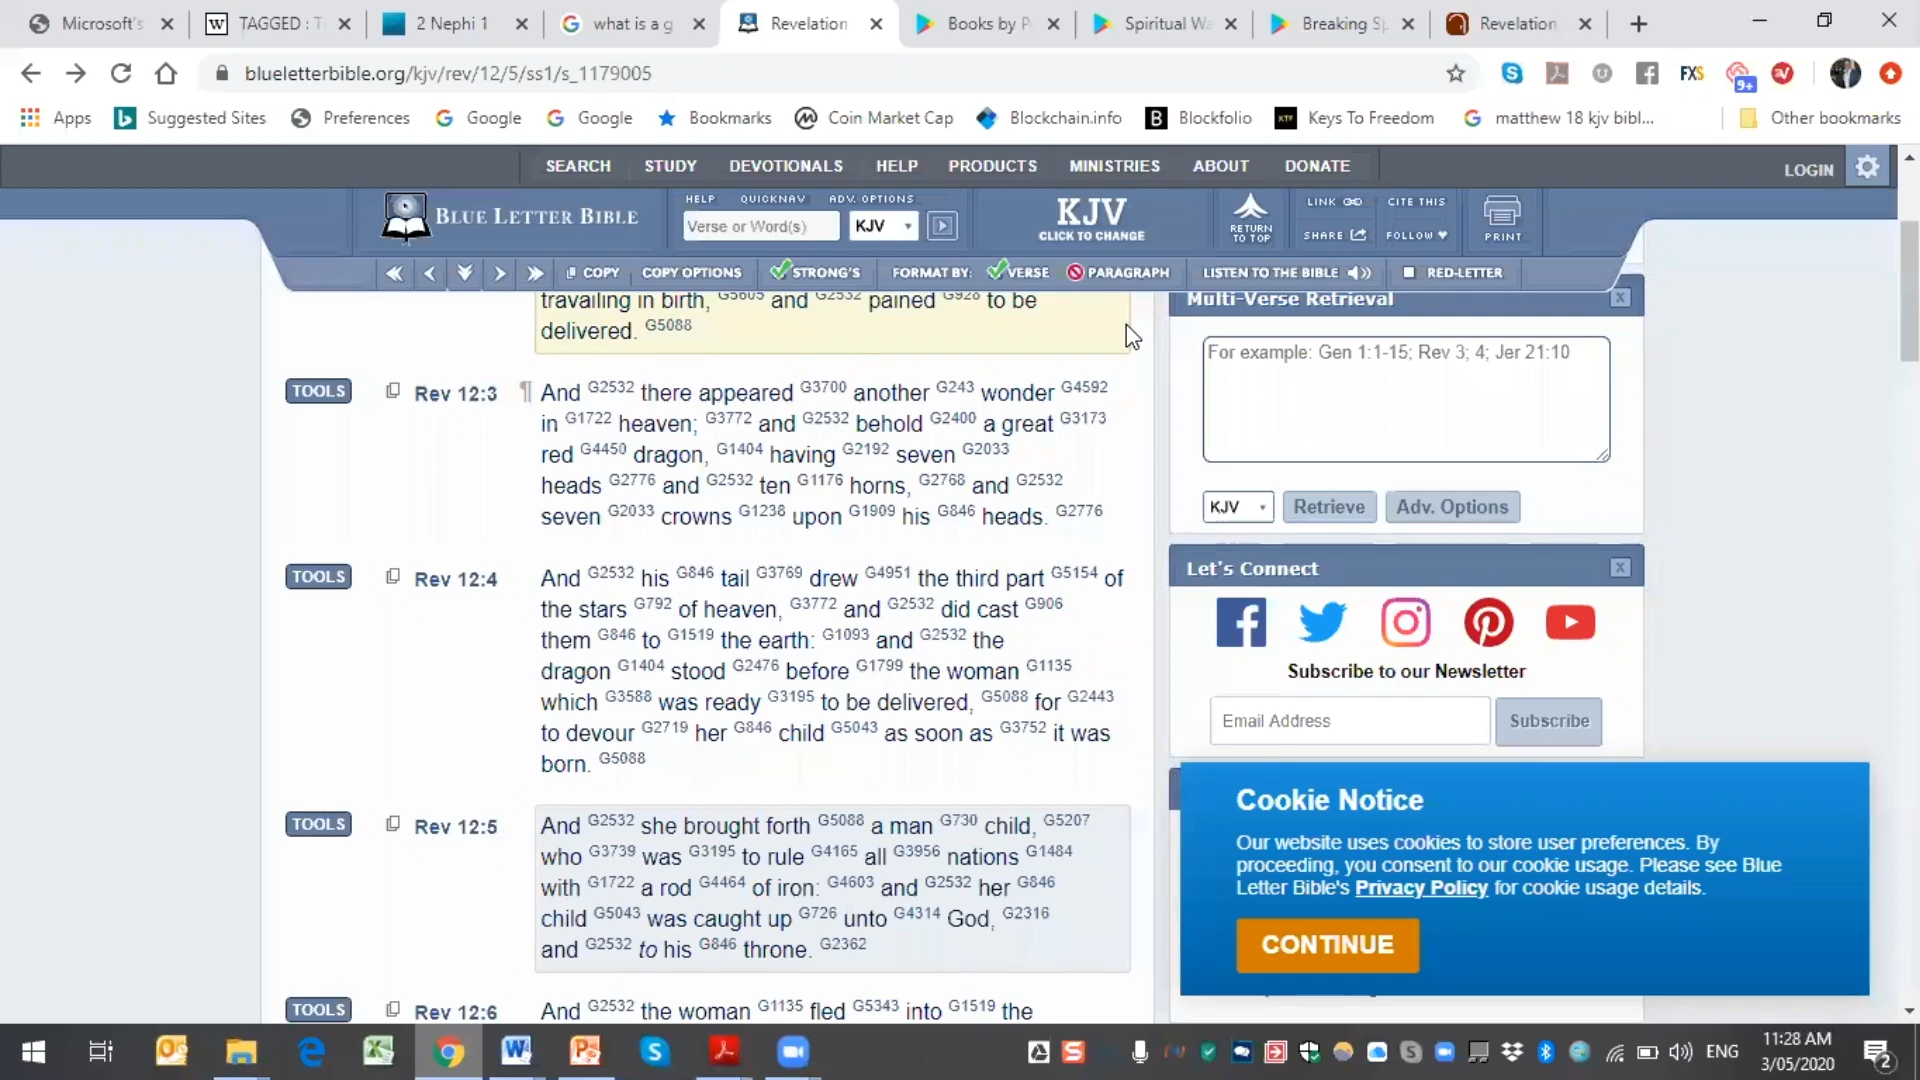 Microsoft's
TAGGED : T
2 Nephi 1
what is a g
Revelation
Books by P
Spiritual Wa
Breaking Sp
Revelation
blueletterbible.org/kjv/rev/12/5/ss1/s_1179005
9+
Apps
Suggested Sites
Preferences
Google
Google
Bookmarks
Coin Market Cap
Blockchain.info
Blockfolio
Keys To Freedom
matthew 18 kjv bibl...
Other bookmarks
SEARCH STUDY DEVOTIONALS HELP PRODUCTS MINISTRIES ABOUT DONATE
LOGIN
BLUE LETTER BIBLE
HELP QUICKNAV ADV. OPTIONS
Verse or Word(s) KJV
KJV
CLICK TO CHANGE
RETURN
TO TOP
LINK CITE THIS
SHARE FOLLOW
PRINT
COPY COPY OPTIONS STRONG'S FORMAT BY: VERSE PARAGRAPH LISTEN TO THE BIBLE RED-LETTER
travailing in birth, G5605 and G2532 pained G928 to be
delivered. G5088
TOOLS Rev 12:3 ¶ And G2532 there appeared G3700 another G243 wonder G4592
in G1722 heaven; G3772 and G2532 behold G2400 a great G3173
red G4450 dragon, G1404 having G2192 seven G2033
heads G2776 and G2532 ten G1176 horns, G2768 and G2532
seven G2033 crowns G1238 upon G1909 his G846 heads. G2776
TOOLS Rev 12:4 And G2532 his G846 tail G3769 drew G4951 the third part G5154 of
the stars G792 of heaven, G3772 and G2532 did cast G906
them G846 to G1519 the earth: G1093 and G2532 the
dragon G1404 stood G2476 before G1799 the woman G1135
which G3588 was ready G3195 to be delivered, G5088 for G2443
to devour G2719 her G846 child G5043 as soon as G3752 it was
born. G5088
TOOLS Rev 12:5 And G2532 she brought forth G5088 a man G730 child, G5207
who G3739 was G3195 to rule G4165 all G3956 nations G1484
with G1722 a rod G4464 of iron: G4603 and G2532 her G846
child G5043 was caught up G726 unto G4314 God, G2316
and G2532 to his G846 throne. G2362
TOOLS Rev 12:6 And G2532 the woman G1135 fled G5343 into G1519 the
Multi-Verse Retrieval
For example: Gen 1:1-15; Rev 3; 4; Jer 21:10
KJV Retrieve Adv. Options
Let's Connect
Subscribe to our Newsletter
Email Address Subscribe
Cookie Notice
Our website uses cookies to store user preferences. By
proceeding, you consent to our cookie usage. Please see Blue
Letter Bible's Privacy Policy for cookie usage details.
CONTINUE
ENG
11:28 AM
3/05/2020
2